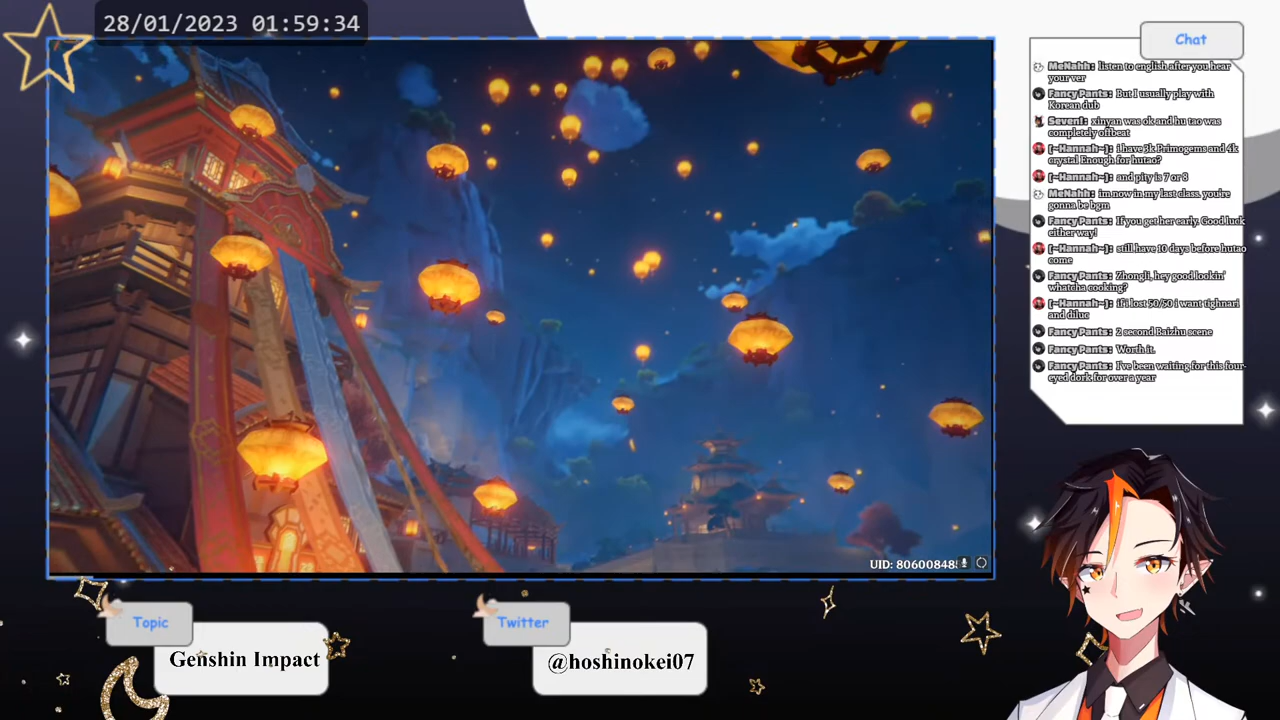 28/01/2023 01:59:34
Chat
MeNahh: listen to english after you hear
your ver
FancyPants: But I usually play with
Korean dub
Seven!: xinyan was ok and hu tao was
completely offbeat
[~Hannah~]: i have 3k Primogems and 4k
crystal Enough for hutao?
[~Hannah~]: and pity is 7 or 8
MeNahh: im now in my last class. you're
gonna be bgm
FancyPants: If you get her early. Good luck
either way!
[~Hannah~]: still have 10 days before hutao
come
FancyPants: Zhongli, hey good lookin'
whatcha cooking?
[~Hannah~]: if i lost 50/50 i want tighnari
and diluc
FancyPants: 2 second Baizhu scene
FancyPants: Worth it.
FancyPants: I've been waiting for this four-
eyed dork for over a year
UID: 80600848
Topic
Genshin Impact
Twitter
@hoshinokei07